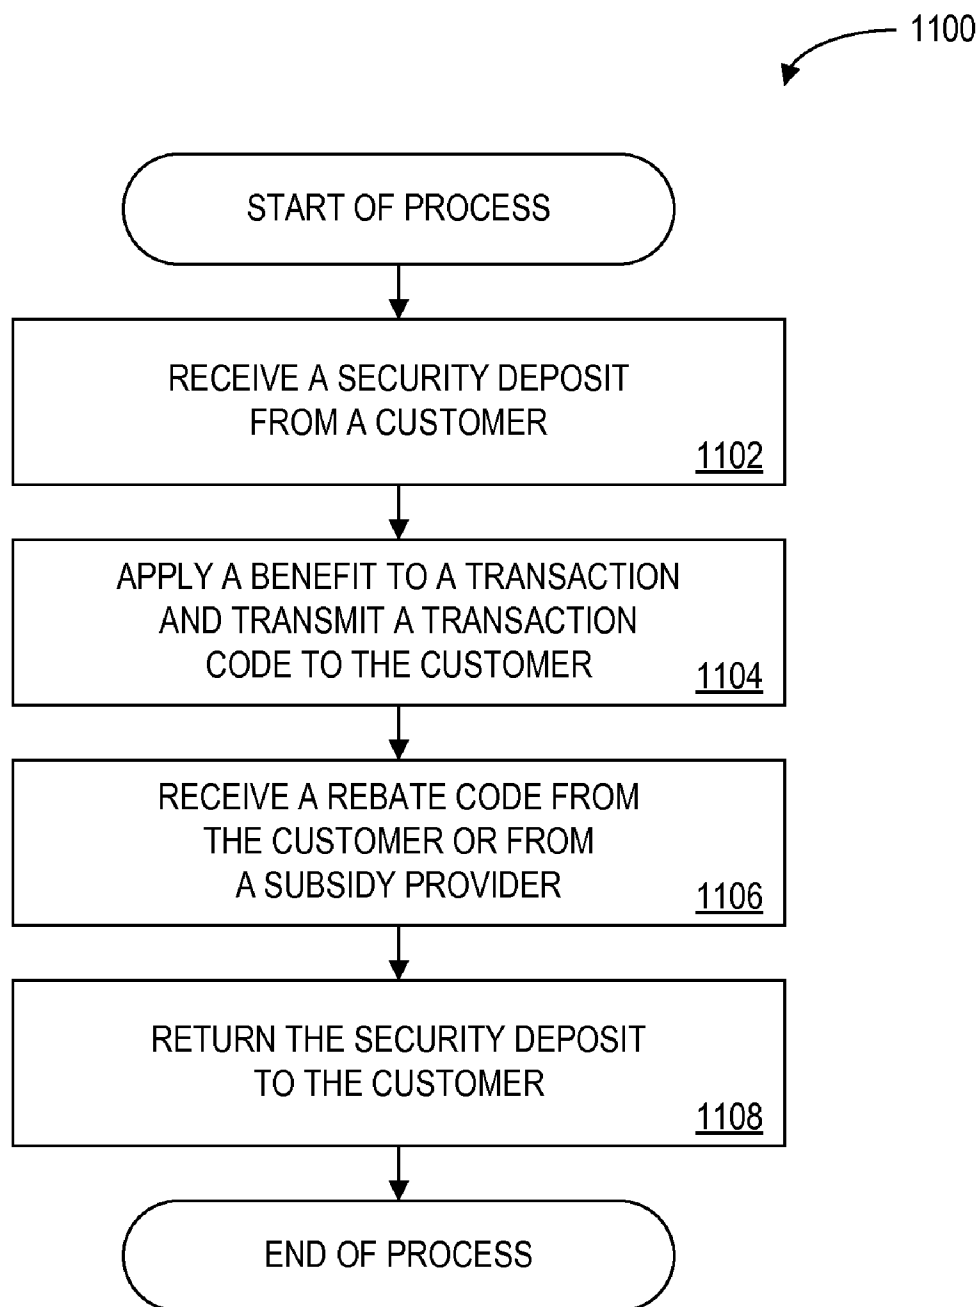 1100
START OF PROCESS
RECEIVE A SECURITY DEPOSIT
FROM A CUSTOMER
1102
APPLY A BENEFIT TO A TRANSACTION
AND TRANSMIT A TRANSACTION
CODE TO THE CUSTOMER
1104
RECEIVE A REBATE CODE FROM
THE CUSTOMER OR FROM
A SUBSIDY PROVIDER
1106
RETURN THE SECURITY DEPOSIT
TO THE CUSTOMER
1108
END OF PROCESS